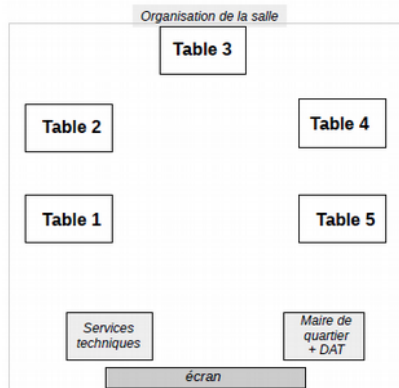 Organisation de la salle
Table 3
Table 2
Table 4
Table 1
Table 5
Services
techniques
Maire de
quartier
+ DAT
écran